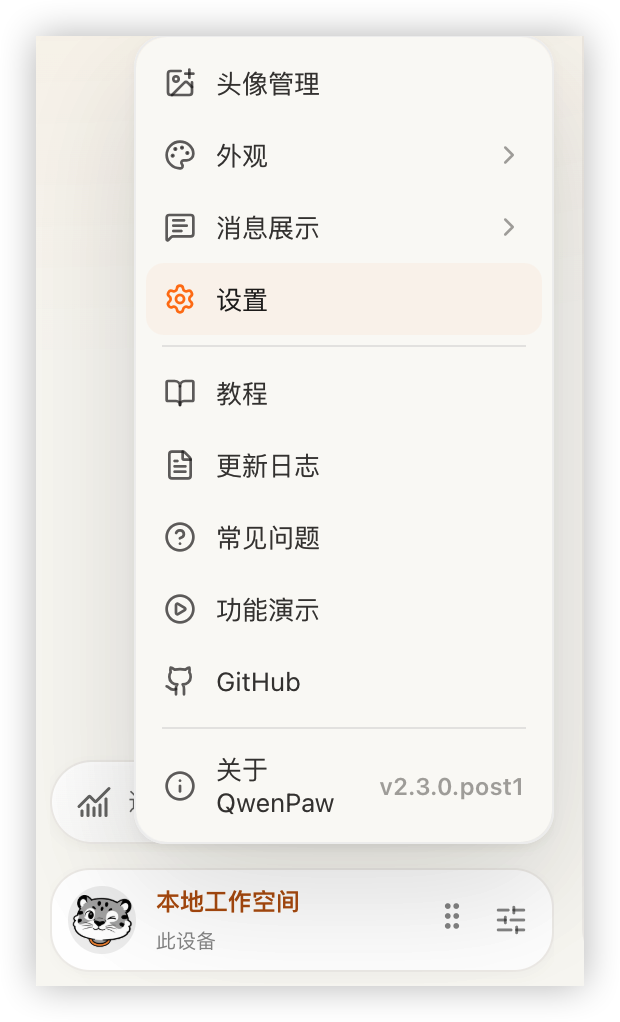 头像管理
外观
消息展示
设置
教程
更新日志
常见问题
功能演示
GitHub
关于
QwenPaw
v2.3.0.post1
本地工作空间
此设备